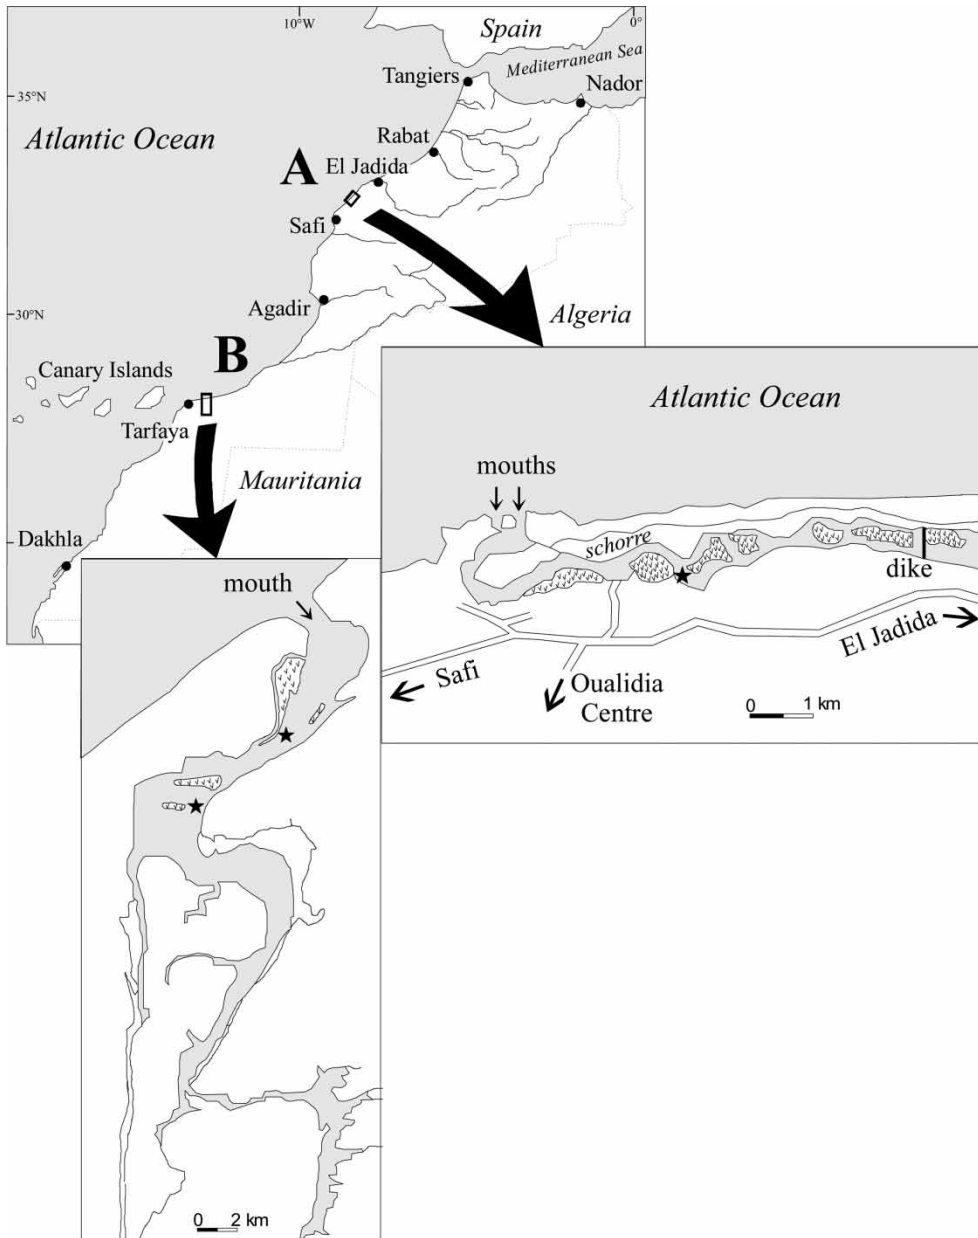 10°W
0°
Spain
Mediterranean Sea
Tangiers
Nador
35°N
Atlantic Ocean
Rabat
A
El Jadida
Safi
30°N
Agadir
Algeria
B
Canary Islands
Tarfaya
Mauritania
Dakhla
Atlantic Ocean
mouths
schorre
dike
El Jadida
Safi
Oualidia
Centre
0 1 km
mouth
0 2 km